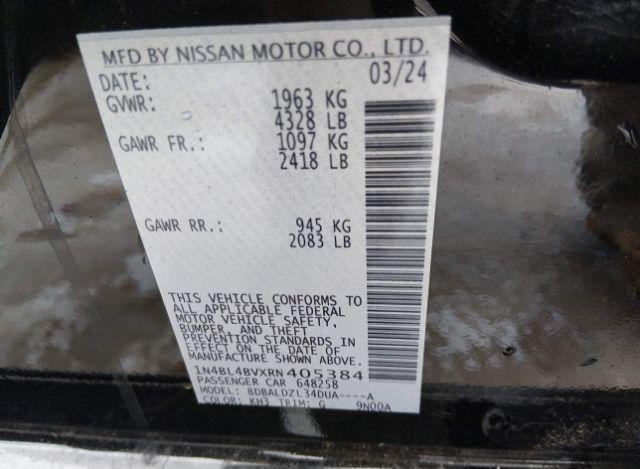 MFD BY NISSAN MOTOR CO., LTD.
DATE: 03/24
GVWR: 1963 KG
4328 LB
GAWR FR.: 1097 KG
2418 LB
GAWR RR.: 945 KG
2083 LB
THIS VEHICLE CONFORMS TO
ALL APPLICABLE FEDERAL
MOTOR VEHICLE SAFETY,
BUMPER, AND THEFT
PREVENTION STANDARDS IN
EFFECT ON THE DATE OF
MANUFACTURE SHOWN ABOVE.
1N4BL4BVXRN405384
PASSENGER CAR 648258
MODEL: BDBALDZL34DUA----A
COLOR: KH3 TRIM: G 9N00A